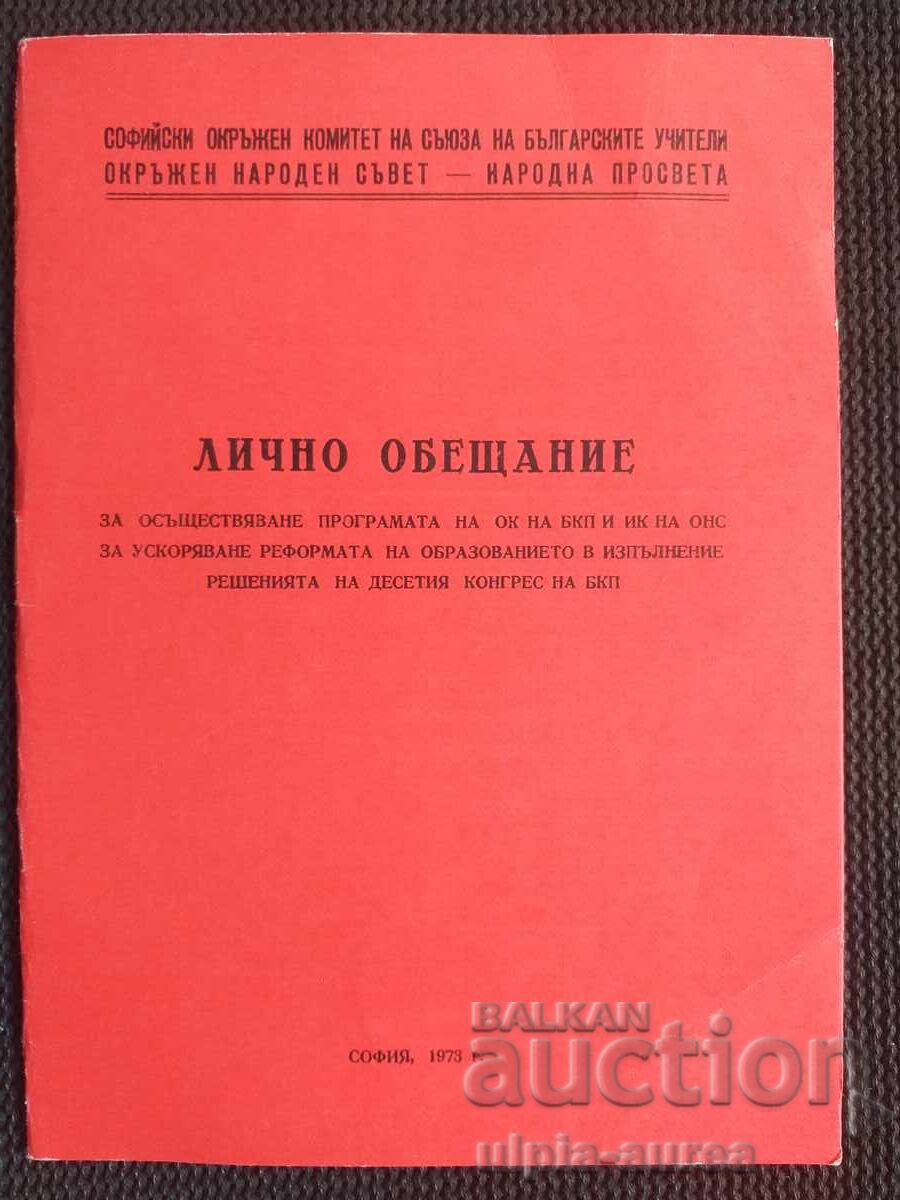 СОФИЙСКИ ОКРЪЖЕН КОМИТЕТ НА СЪЮЗА НА БЪЛГАРСКИТЕ УЧИТЕЛИ
ОКРЪЖЕН НАРОДЕН СЪВЕТ — НАРОДНА ПРОСВЕТА
ЛИЧНО ОБЕЩАНИЕ
ЗА ОСЪЩЕСТВЯВАНЕ ПРОГРАМАТА НА ОК НА БКП И ИК НА ОНС
ЗА УСКОРЯВАНЕ РЕФОРМАТА НА ОБРАЗОВАНИЕТО В ИЗПЪЛНЕНИЕ
РЕШЕНИЯТА НА ДЕСЕТИЯ КОНГРЕС НА БКП
СОФИЯ, 1973 г.
BALKAN
auction
ulpia-aurea